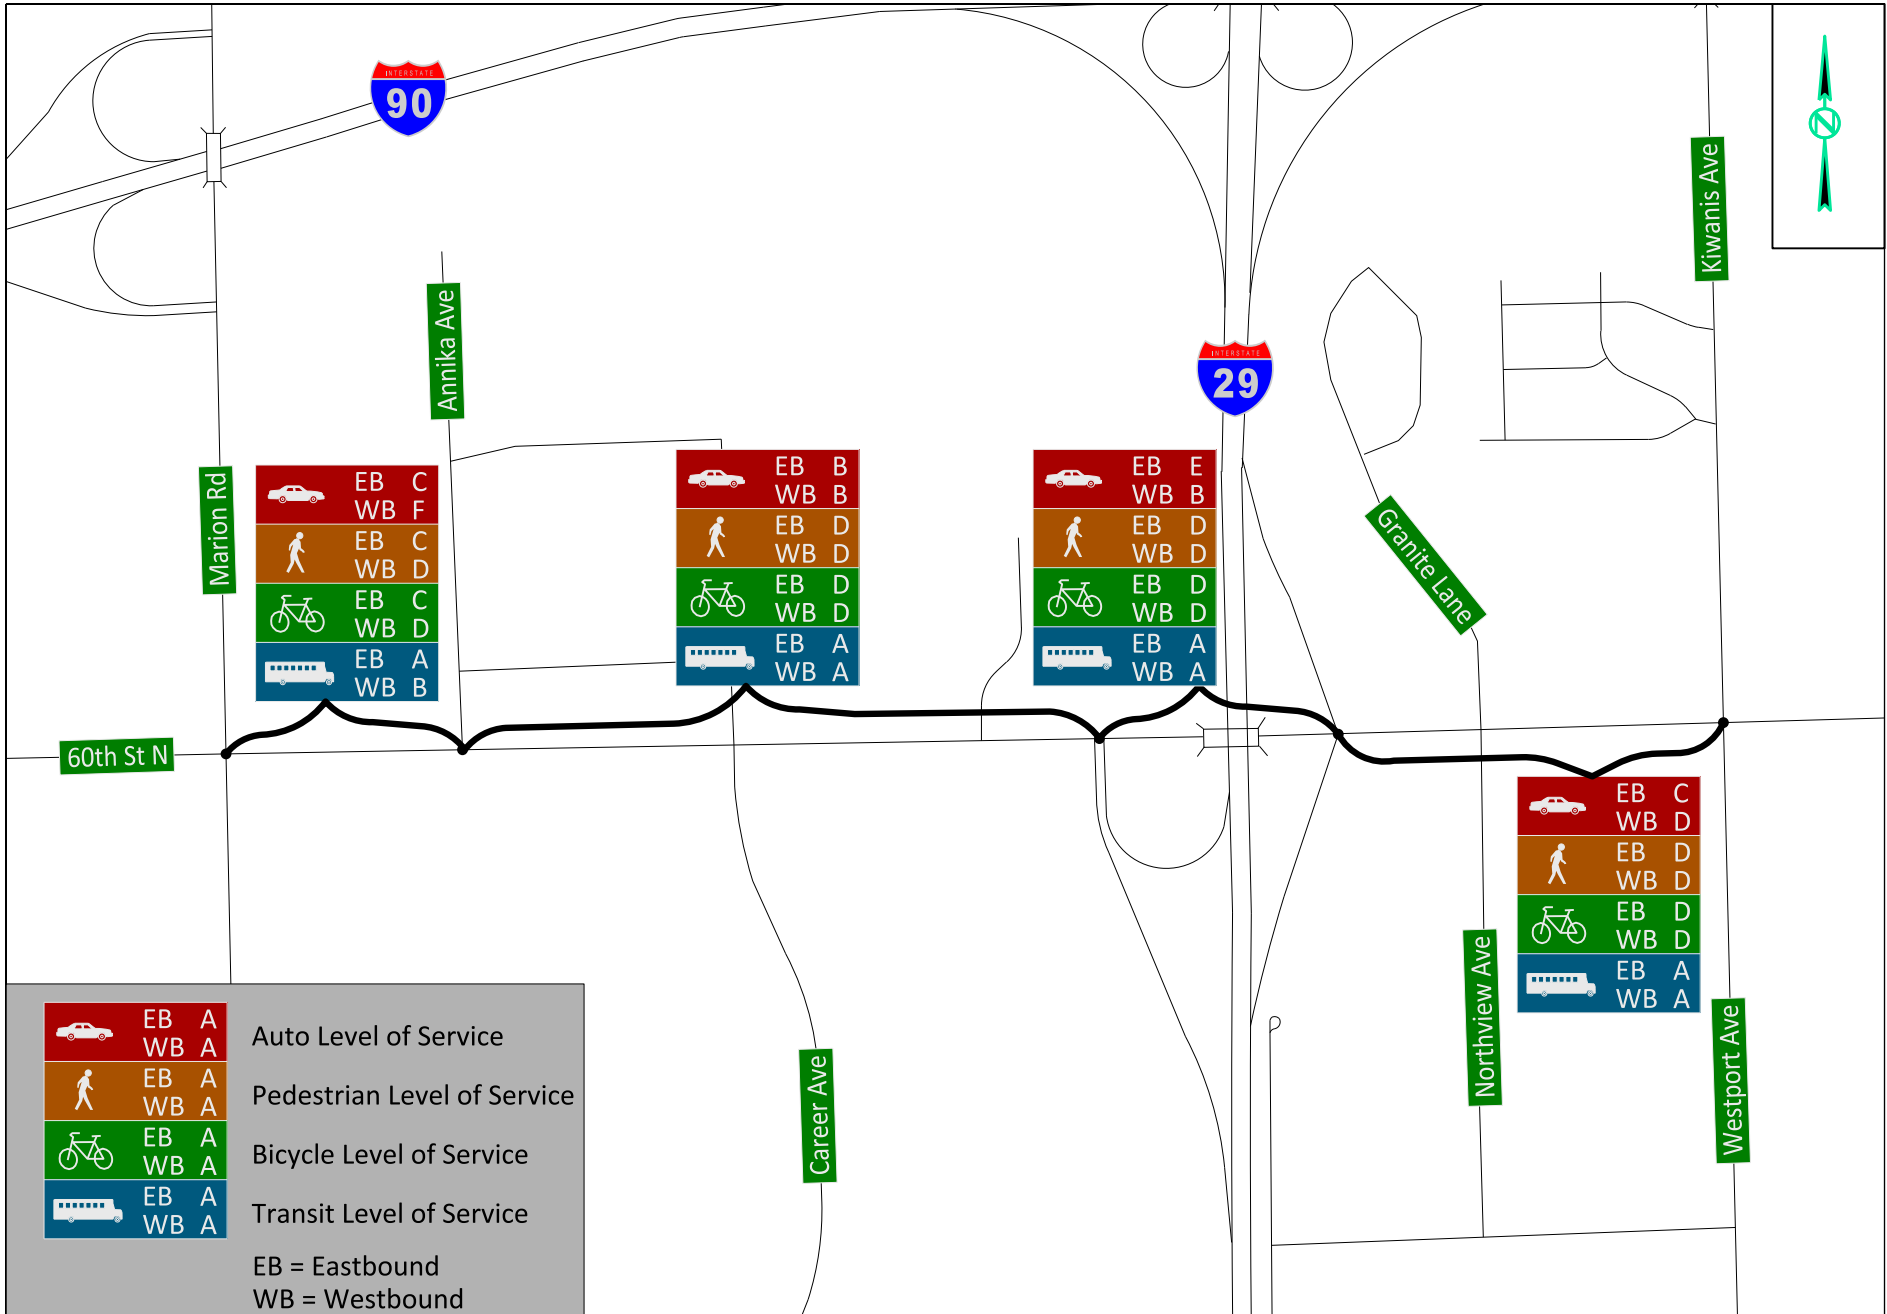 INTERSTATE
90
Kiwanis Ave
Annika Ave
INTERSTATE
29
Marion Rd
EB C
WB F
EB C
WB D
EB C
WB D
EB A
WB B
EB B
WB B
EB D
WB D
EB D
WB D
EB A
WB A
EB E
WB B
EB D
WB D
EB D
WB D
EB A
WB A
Granite Lane
60th St N
EB C
WB D
EB D
WB D
EB D
WB D
EB A
WB A
Northview Ave
Westport Ave
Career Ave
EB A
WB A
Auto Level of Service
EB A
WB A
Pedestrian Level of Service
EB A
WB A
Bicycle Level of Service
EB A
WB A
Transit Level of Service
EB = Eastbound
WB = Westbound
N